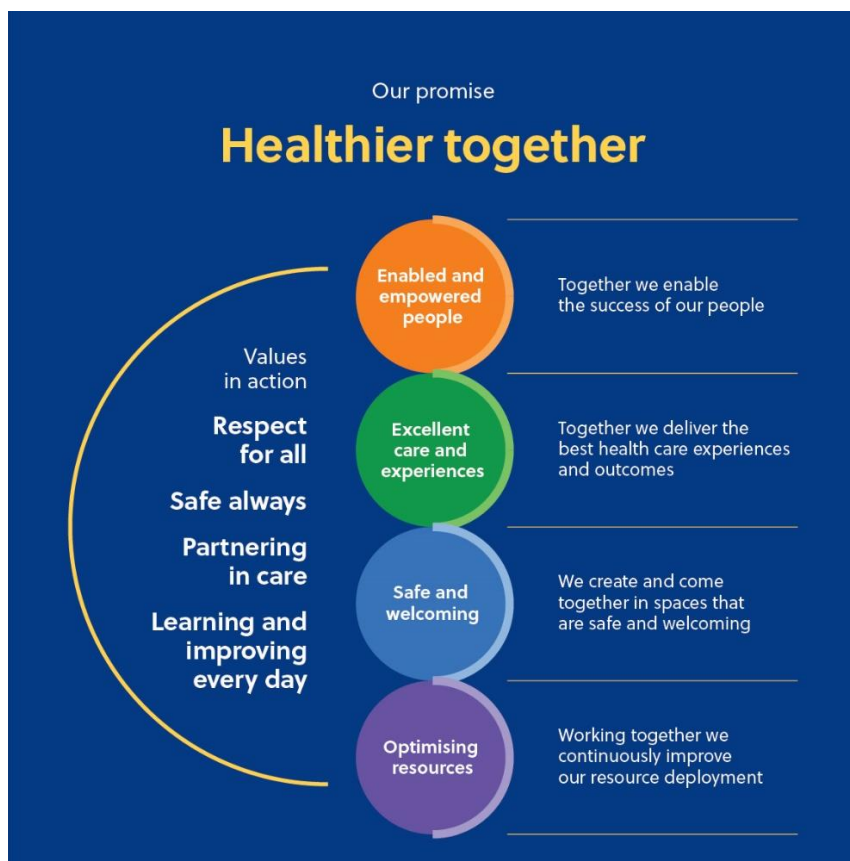 Our promise
Healthier together
Values
in action
Respect
for all
Safe always
Partnering
in care
Learning and
improving
every day
Enabled and
empowered
people
Together we enable
the success of our people
Excellent
care and
experiences
Together we deliver the
best health care experiences
and outcomes
Safe and
welcoming
We create and come
together in spaces that
are safe and welcoming
Optimising
resources
Working together we
continuously improve
our resource deployment